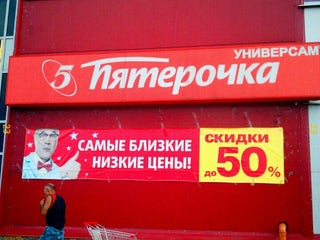 УНИВЕРСАМ
5 Пятерочка
САМЫЕ БЛИЗКИЕ
НИЗКИЕ ЦЕНЫ!
СКИДКИ
до 50%